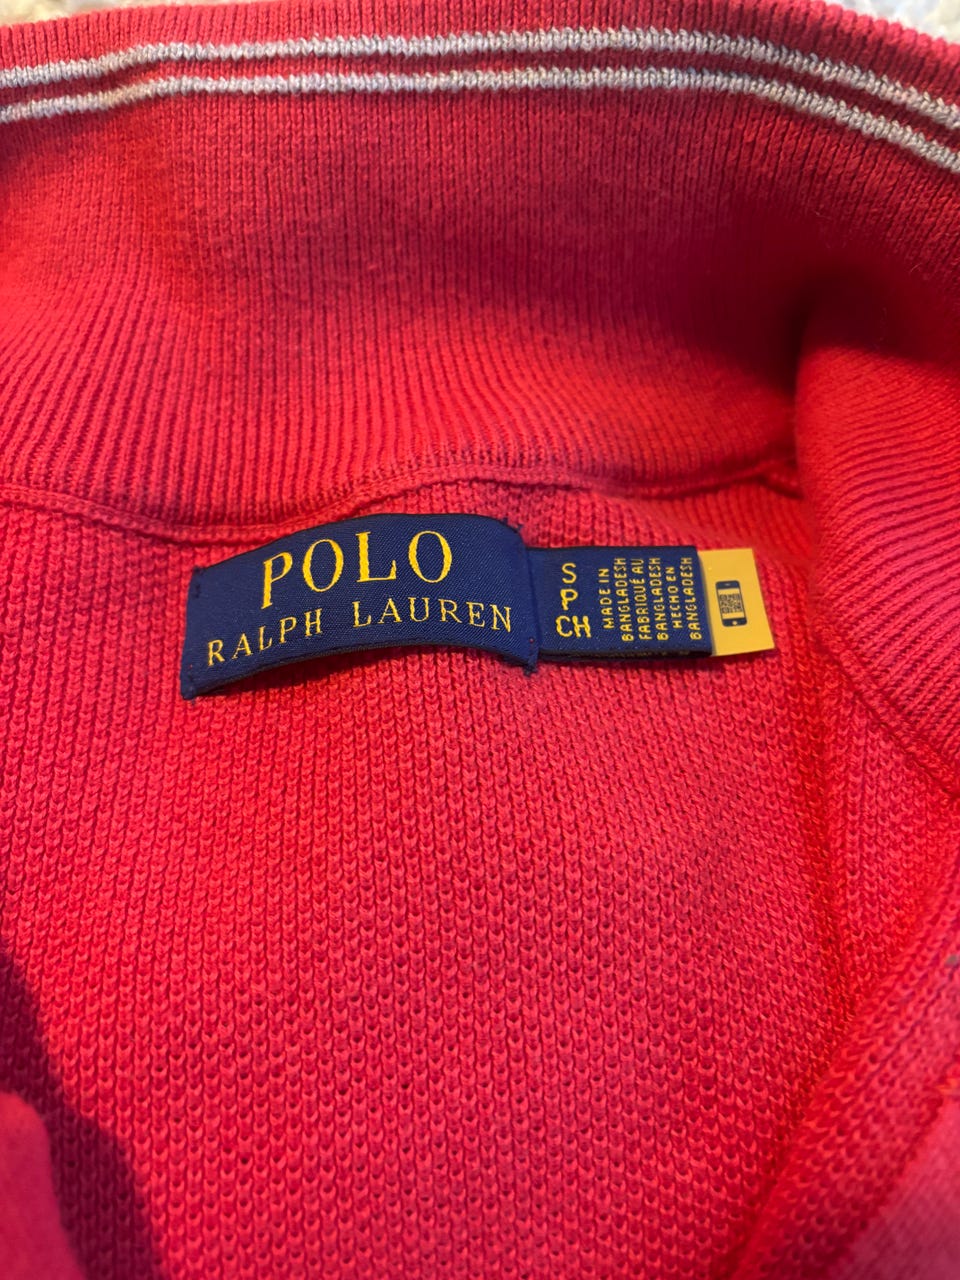 POLO
RALPH LAUREN
S
P
CH
MADE IN
BANGLADESH
FABRIQUÉ AU
BANGLADESH
HECHO EN
BANGLADESH